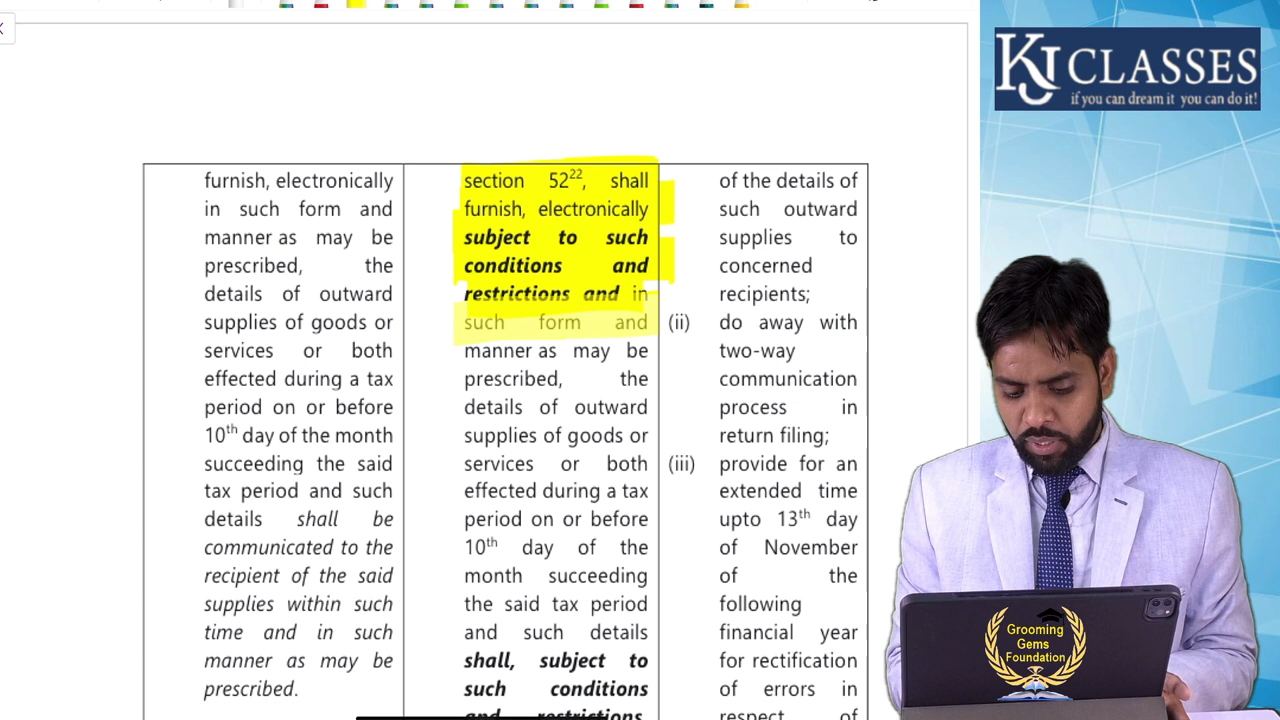 KJ CLASSES
if you can dream it you can do it!
furnish, electronically
in such form and
manner as may be
prescribed, the
details of outward
supplies of goods or
services or both
effected during a tax
period on or before
10th day of the month
succeeding the said
tax period and such
details shall be
communicated to the
recipient of the said
supplies within such
time and in such
manner as may be
prescribed.
section 5222, shall
furnish, electronically
subject to such
conditions and
restrictions and in
such form and
manner as may be
prescribed, the
details of outward
supplies of goods or
services or both
effected during a tax
period on or before
10th day of the
month succeeding
the said tax period
and such details
shall, subject to
such conditions
and restrictions,
of the details of
such outward
supplies to
concerned
recipients;
(ii) do away with
two-way
communication
process in
return filing;
(iii) provide for an
extended time
upto 13th day
of November
of the
following
financial year
for rectification
of errors in
respect of
Grooming
Gems
Foundation